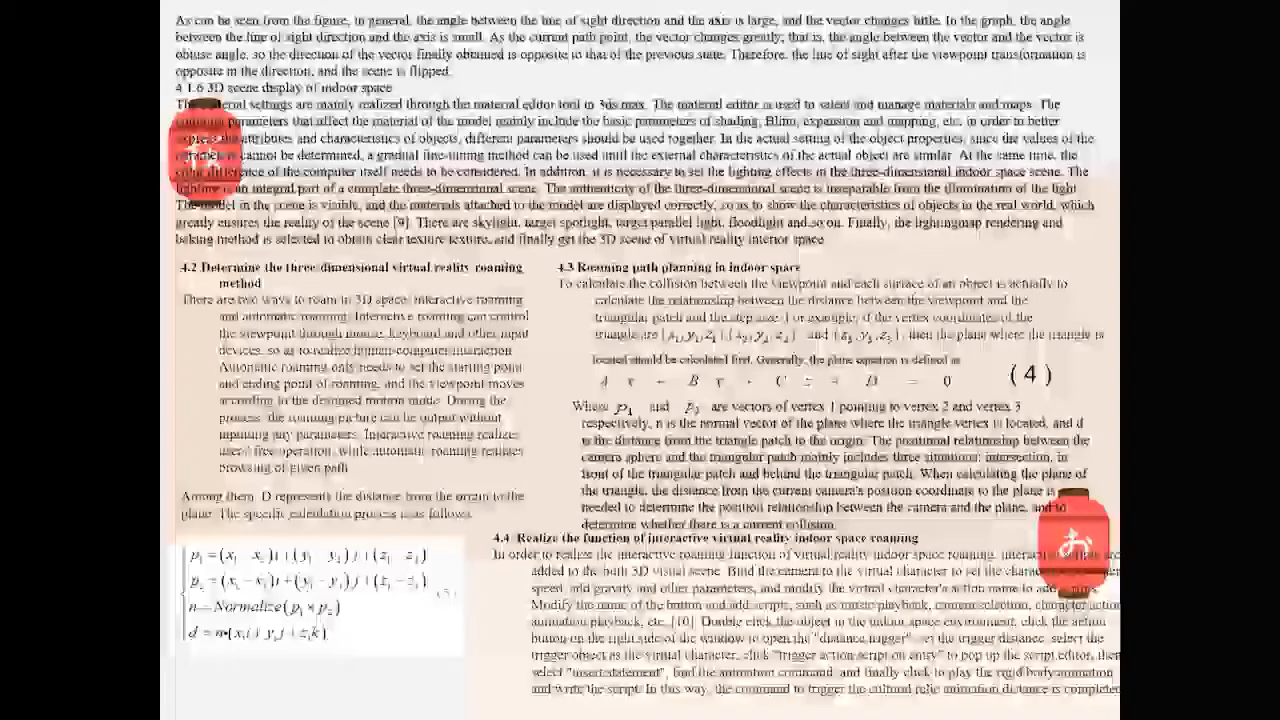 As can be seen from the figure, in general, the angle between the line of sight direction and the axis is large, and the vector changes little. In the graph, the angle
between the line of sight direction and the axis is small. As the current path point, the vector changes greatly; that is, the angle between the vector and the vector is
obtuse angle, so the direction of the vector finally obtained is opposite to that of the previous state. Therefore, the line of sight after the viewpoint transformation is
opposite in the direction, and the scene is flipped.
4.1.6 3D scene display of indoor space
settings are mainly realized through the material editor tool in 3ds max. The material editor is used to and manage materials and maps. The
parameters that affect the material of the model mainly include the basic parameters of shading, Blinn, expansion and mapping, etc. in order to better
attributes and characteristics of objects, different parameters should be used together. In the actual setting of the object properties, since the values of the
cannot be determined, a gradual fine-tuning method can be used until the external characteristics of the actual object are similar. At the same time, the
difference of the computer itself needs to be considered. In addition, it is necessary to set the lighting effects in the three-dimensional indoor space scene. The
is an integral part of a complete three-dimensional scene. The authenticity of the three-dimensional scene is inseparable from the illumination of the light.
The model in the scene is visible, and the materials attached to the model are displayed correctly, so as to show the characteristics of objects in the real world, which
greatly ensures the reality of the scene [9]. There are skylight, target spotlight, target parallel light, floodlight and so on. Finally, the lightingmap rendering and
baking method is selected to obtain clear texture texture, and finally get the 3D scene of virtual reality interior space.
4.2 Determine the three-dimensional virtual reality roaming
method
There are two ways to roam in 3D space: interactive roaming
and automatic roaming. Interactive roaming can control
the viewpoint through mouse, keyboard and other input
devices, so as to realize human-computer interaction.
Automatic roaming only needs to set the starting point
and ending point of roaming, and the viewpoint moves
according to the designed motion mode. During the
process, the roaming picture can be output without
inputting any parameters. Interactive roaming realizes
users' free operation, while automatic roaming realizes
browsing of given path.
Among them, D represents the distance from the origin to the
plane. The specific calculation process is as follows.
n = Normalize(p₁ × p₂)
4.3 Roaming path planning in indoor space
To calculate the collision between the viewpoint and each surface of an object is actually to
calculate the relationship between the distance between the viewpoint and the
triangular patch and the step size. For example, if the vertex coordinates of the
triangle are (x₁,y₁,z₁), (x₂,y₂,z₂) and (x₃,y₃,z₃), then the plane where the triangle is
located should be calculated first. Generally, the plane equation is defined as
A x + B y + C z + D = 0 (4)
Where p₁ and p₂ are vectors of vertex 1 pointing to vertex 2 and vertex 3
respectively, n is the normal vector of the plane where the triangle vertex is located, and d
is the distance from the triangle patch to the origin. The positional relationship between the
camera sphere and the triangular patch mainly includes three situations: intersection, in
front of the triangular patch and behind the triangular patch. When calculating the plane of
the triangle, the distance from the current camera's position coordinate to the plane is
needed to determine the position relationship between the camera and the plane, and to
determine whether there is a current collision.
4.4 Realize the function of interactive virtual reality indoor space roaming
In order to realize the interactive roaming function of virtual reality indoor space roaming,
added to the built 3D visual scene. Bind the camera to the virtual character to set the
speed, add gravity and other parameters, and modify the virtual character's action name to add
Modify the name of the button and add scripts, such as music playback, camera selection, character action
animation playback, etc. [10]. Double click the object in the indoor space environment, click the action
button on the right side of the window to open the "distance trigger", set the trigger distance, select the
trigger object as the virtual character, click "trigger action script on entry" to pop up the script editor, then
select "insert statement", find the animation command, and finally click to play the rigid body animation
and write the script. In this way, the command to trigger the cultural relic animation distance is completed
お